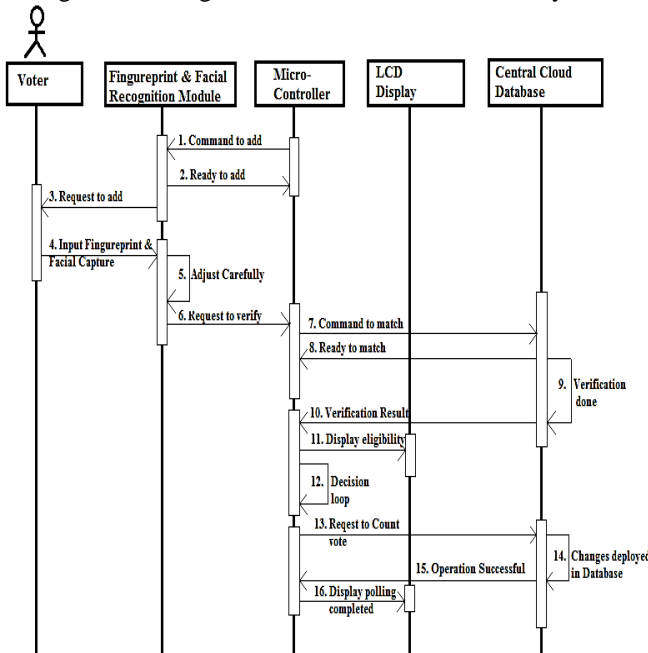 Voter
Fingureprint & Facial
Recognition Module
Micro-
Controller
LCD
Display
Central Cloud
Database
1. Command to add
2. Ready to add
3. Request to add
4. Input Fingureprint &
Facial Capture
5. Adjust Carefully
6. Request to verify
7. Command to match
8. Ready to match
9. Verification
done
10. Verification Result
11. Display eligibility
12. Decision
loop
13. Reqest to Count
vote
14. Changes deployed
in Database
15. Operation Successful
16. Display polling
completed